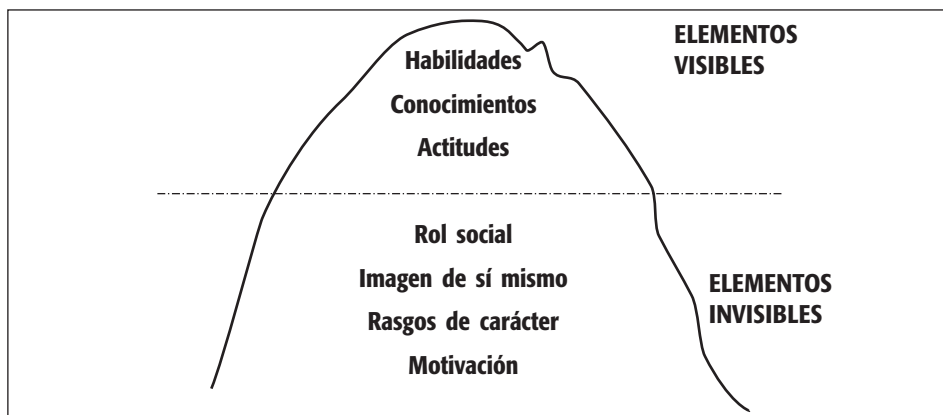 ELEMENTOS
VISIBLES
Habilidades
Conocimientos
Actitudes
Rol social
Imagen de sí mismo
Rasgos de carácter
Motivación
ELEMENTOS
INVISIBLES